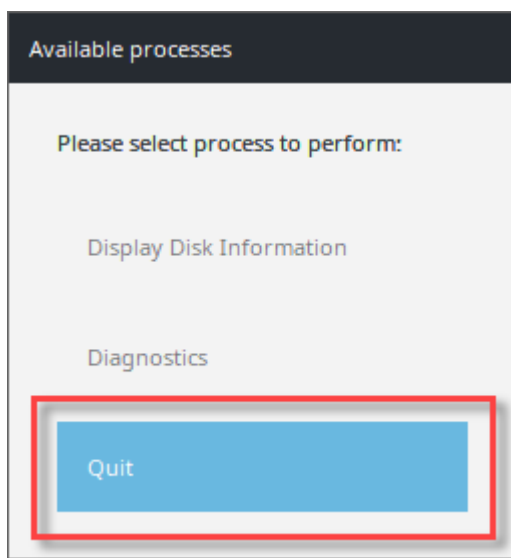 Available processes
Please select process to perform:
Display Disk Information
Diagnostics
Quit